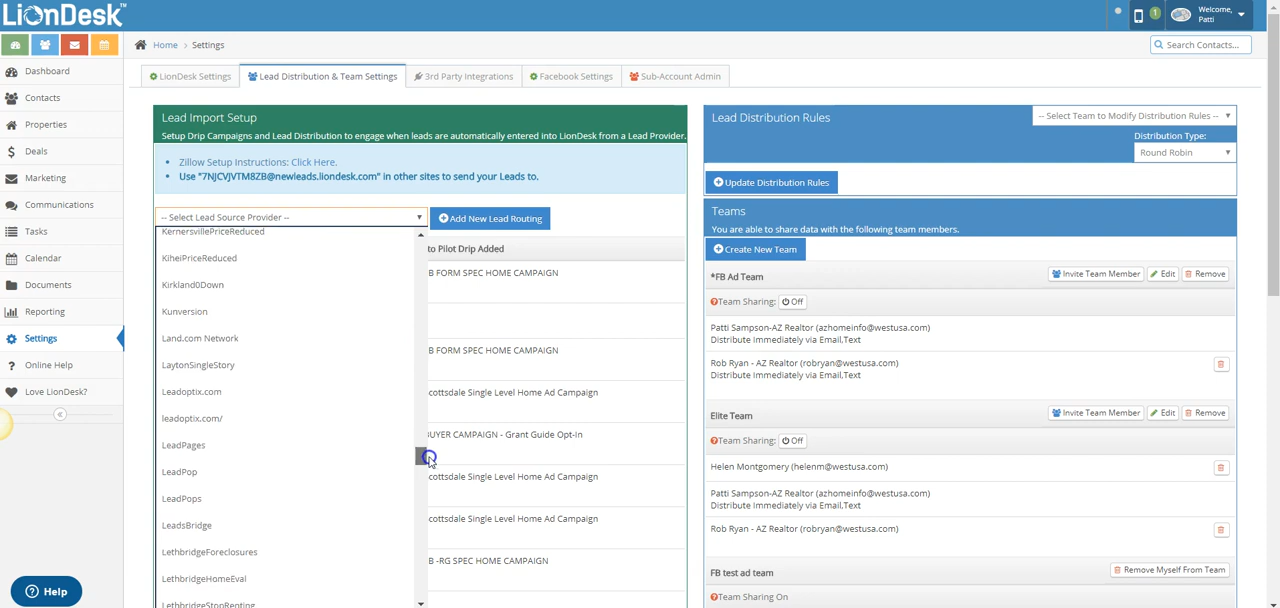 LionDesk™
1
Welcome,
Patti
Home > Settings
Search Contacts...
Dashboard
Contacts
Properties
Deals
Marketing
Communications
Tasks
Calendar
Documents
Reporting
Settings
Online Help
Love LionDesk?
Help
LionDesk Settings
Lead Distribution & Team Settings
3rd Party Integrations
Facebook Settings
Sub-Account Admin
Lead Import Setup
Setup Drip Campaigns and Lead Distribution to engage when leads are automatically entered into LionDesk from a Lead Provider.
• Zillow Setup Instructions: Click Here.
• Use "7NJCVJVTM8ZB@newleads.liondesk.com" in other sites to send your Leads to.
-- Select Lead Source Provider --
Add New Lead Routing
KernersvillePriceReduced
KiheiPriceReduced
Kirkland0Down
Kunversion
Land.com Network
LaytonSingleStory
Leadoptix.com
leadoptix.com/
LeadPages
LeadPop
LeadPops
LeadsBridge
LethbridgeForeclosures
LethbridgeHomeEval
LethbridgeStopRenting
to Pilot Drip Added
B FORM SPEC HOME CAMPAIGN
B FORM SPEC HOME CAMPAIGN
cottsdale Single Level Home Ad Campaign
BUYER CAMPAIGN - Grant Guide Opt-In
cottsdale Single Level Home Ad Campaign
cottsdale Single Level Home Ad Campaign
B -RG SPEC HOME CAMPAIGN
Lead Distribution Rules
-- Select Team to Modify Distribution Rules --
Distribution Type:
Round Robin
Update Distribution Rules
Teams
You are able to share data with the following team members.
Create New Team
*FB Ad Team
Invite Team Member Edit Remove
Team Sharing: Off
Patti Sampson-AZ Realtor (azhomeinfo@westusa.com)
Distribute Immediately via Email,Text
Rob Ryan - AZ Realtor (robryan@westusa.com)
Distribute Immediately via Email,Text
Elite Team
Invite Team Member Edit Remove
Team Sharing: Off
Helen Montgomery (helenm@westusa.com)
Patti Sampson-AZ Realtor (azhomeinfo@westusa.com)
Distribute Immediately via Email,Text
Rob Ryan - AZ Realtor (robryan@westusa.com)
FB test ad team
Remove Myself From Team
Team Sharing On